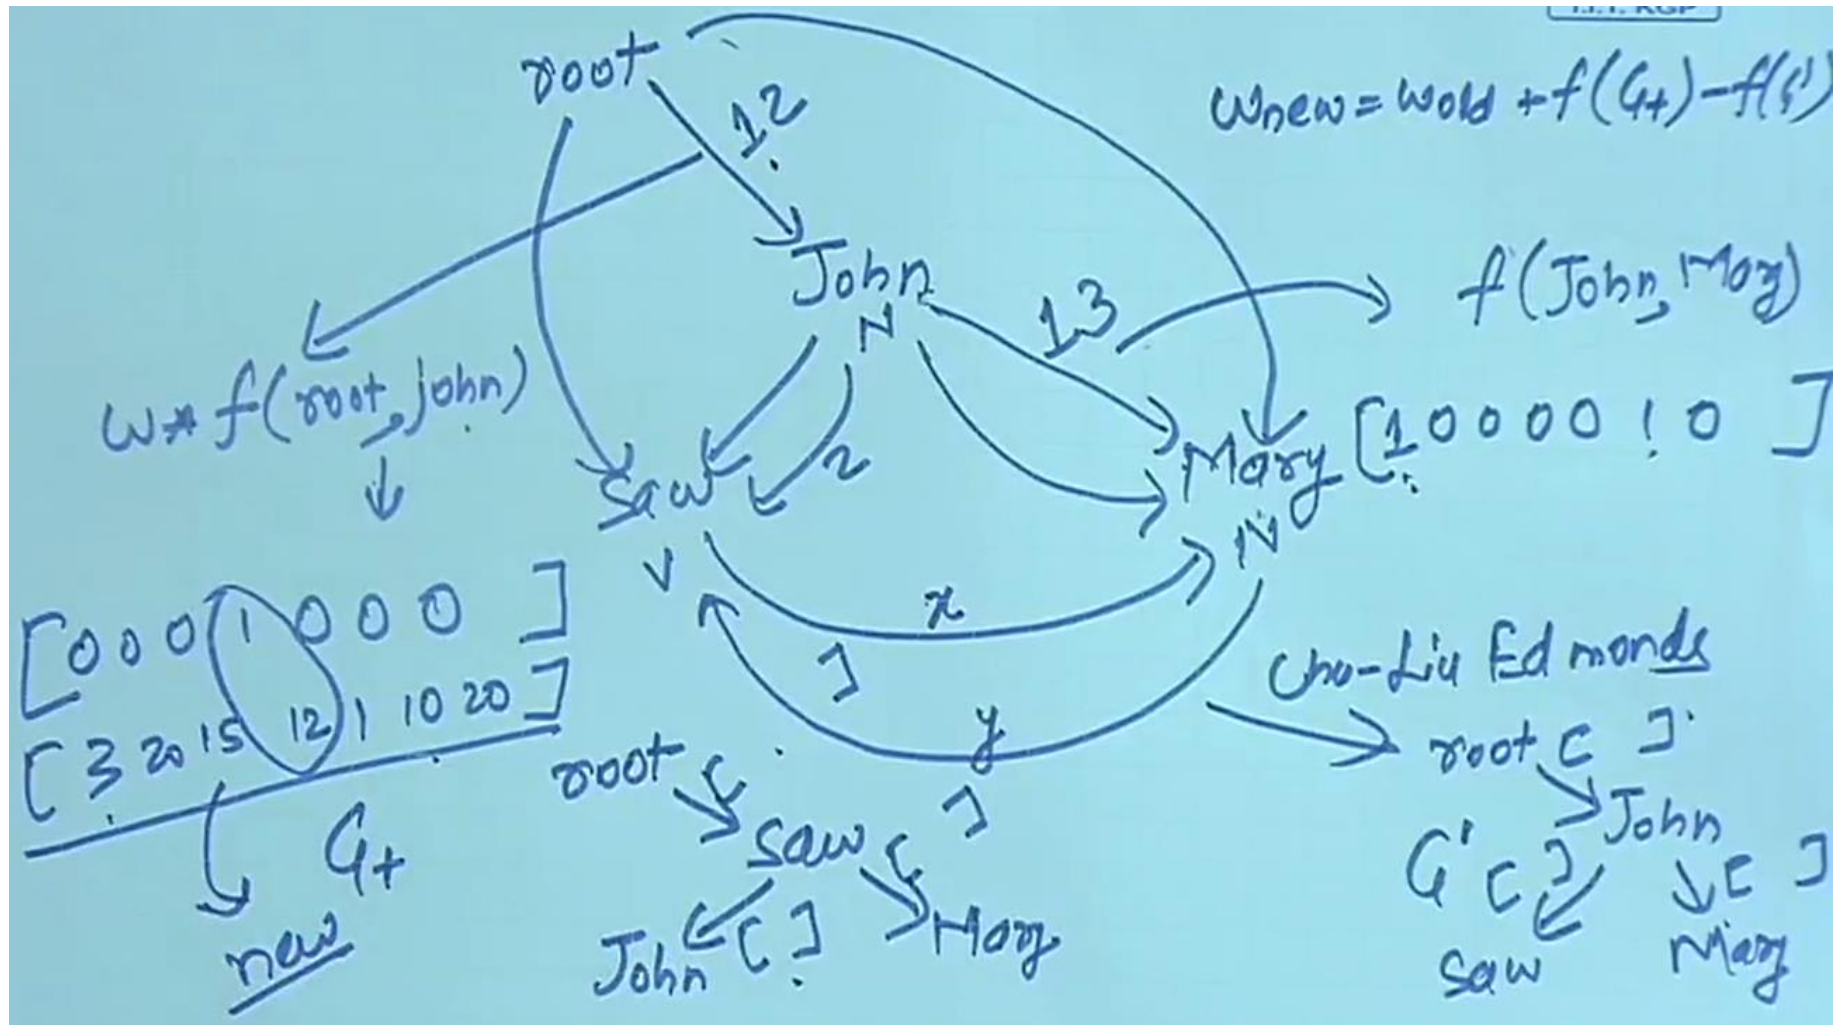 I.I.T. KGP
root
12
wnew = wold + f(G+) - f(G')
John
N
13
f(John, Mary)
w * f(root, john)
saw
V
2
Mary [1 0 0 0 0 1 0 ]
N
x
]
y
[0 0 0 1 0 0 0 ]
[3 20 15 12 1 10 20 ]
G+
new
root [ ]
saw [
John [ ]
Mary
Chu-Liu Edmonds
root [ ]
John
G' [ ] [ ]
saw
Mary